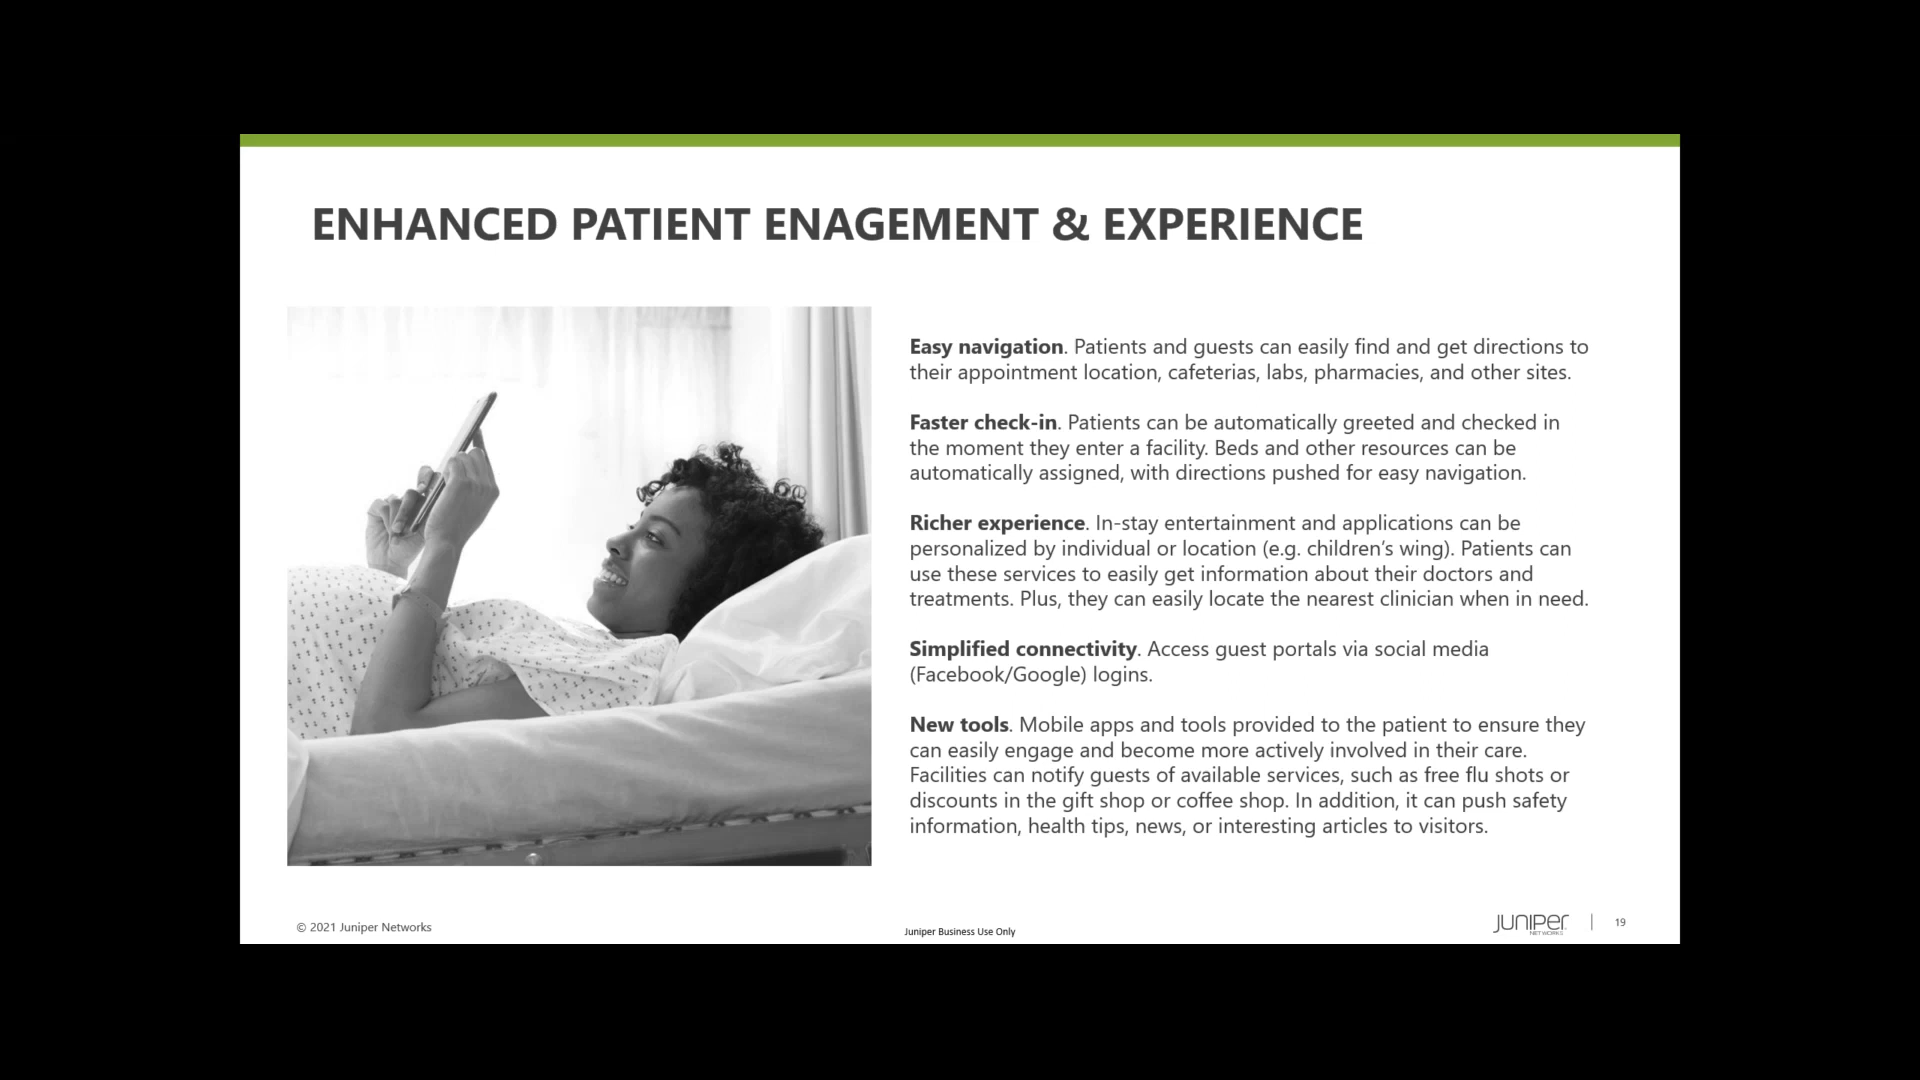 ENHANCED PATIENT ENAGEMENT & EXPERIENCE
Easy navigation. Patients and guests can easily find and get directions to
their appointment location, cafeterias, labs, pharmacies, and other sites.
Faster check-in. Patients can be automatically greeted and checked in
the moment they enter a facility. Beds and other resources can be
automatically assigned, with directions pushed for easy navigation.
Richer experience. In-stay entertainment and applications can be
personalized by individual or location (e.g. children's wing). Patients can
use these services to easily get information about their doctors and
treatments. Plus, they can easily locate the nearest clinician when in need.
Simplified connectivity. Access guest portals via social media
(Facebook/Google) logins.
New tools. Mobile apps and tools provided to the patient to ensure they
can easily engage and become more actively involved in their care.
Facilities can notify guests of available services, such as free flu shots or
discounts in the gift shop or coffee shop. In addition, it can push safety
information, health tips, news, or interesting articles to visitors.
© 2021 Juniper Networks
Juniper Business Use Only
JUNIPER
NETWORKS
19